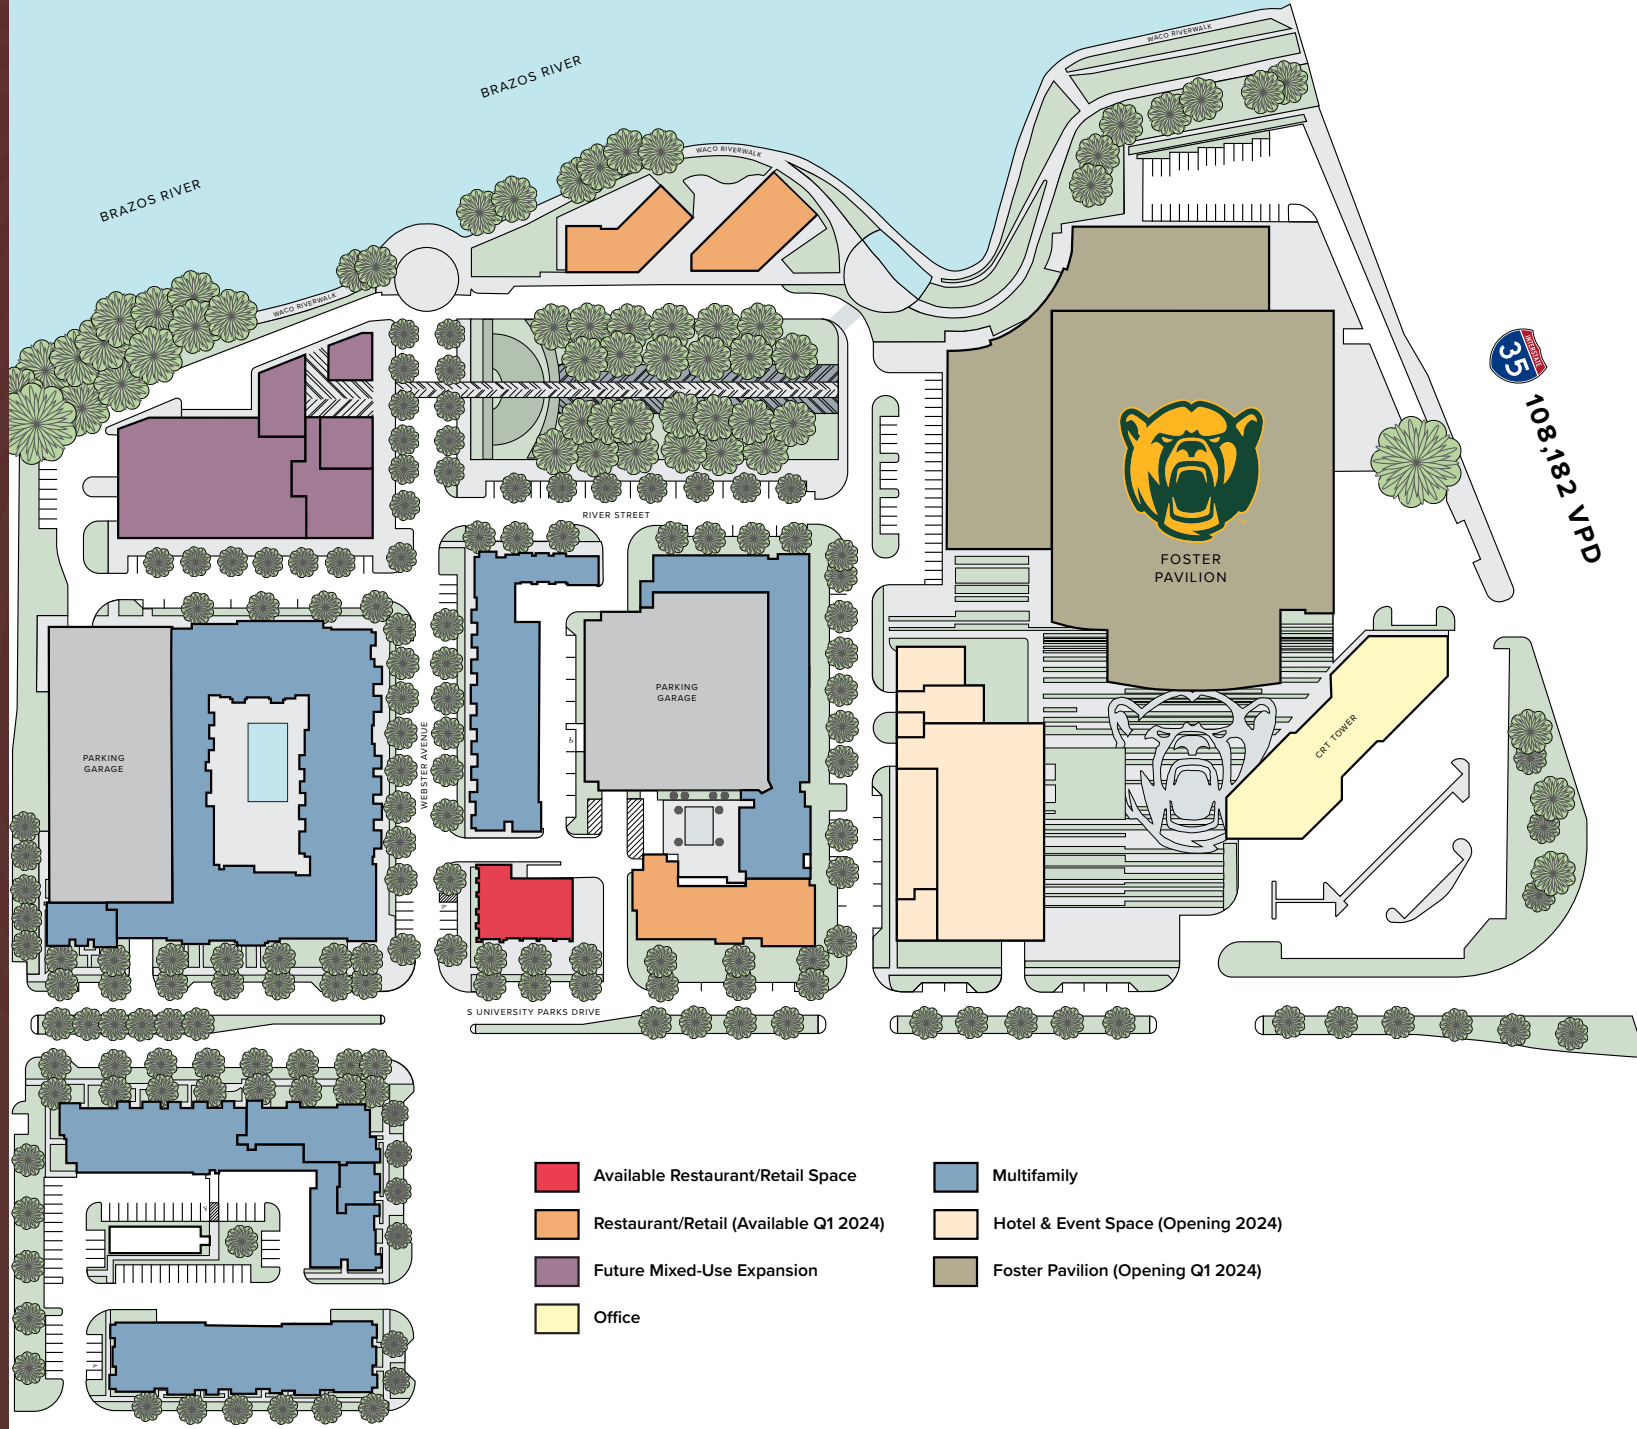 WACO RIVERWALK
BRAZOS RIVER
WACO RIVERWALK
BRAZOS RIVER
WACO RIVERWALK
INTERSTATE
35
108,182 VPD
RIVER STREET
FOSTER
PAVILION
PARKING
GARAGE
WEBSTER AVENUE
CRT TOWER
PARKING
GARAGE
S UNIVERSITY PARKS DRIVE
Available Restaurant/Retail Space
Restaurant/Retail (Available Q1 2024)
Future Mixed-Use Expansion
Office
Multifamily
Hotel & Event Space (Opening 2024)
Foster Pavilion (Opening Q1 2024)